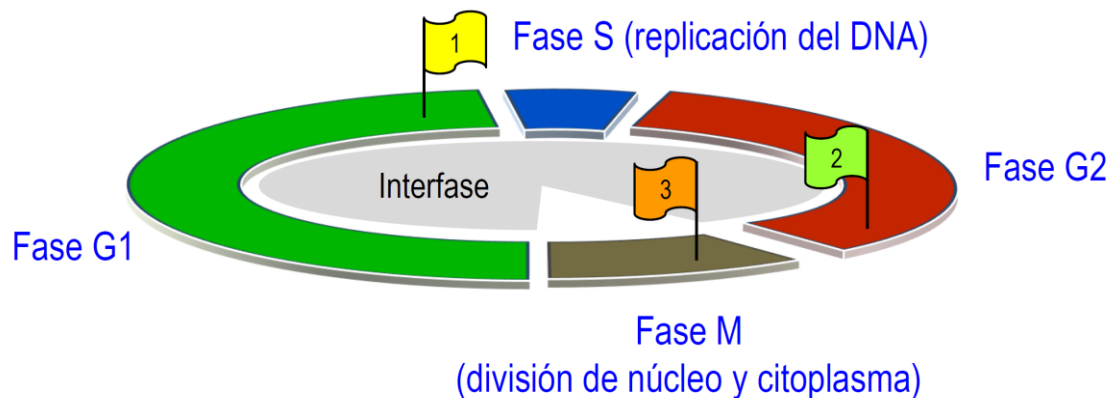 1
Fase S (replicación del DNA)
2
Fase G2
Interfase
3
Fase G1
Fase M
(división de núcleo y citoplasma)